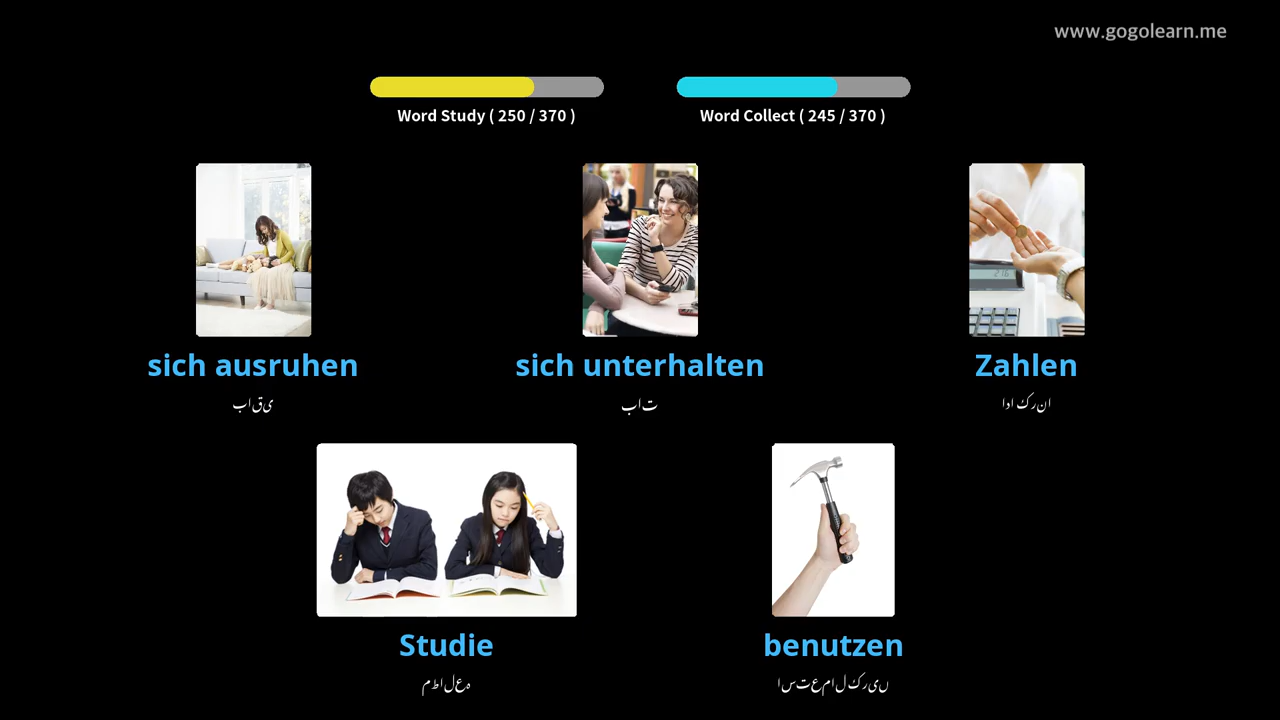 www.gogolearn.me
Word Study ( 250 / 370 )
Word Collect ( 245 / 370 )
sich ausruhen
sich unterhalten
Zahlen
باقی
بات
ادا کرنا
Studie
benutzen
مطالعہ
استعمال کریں